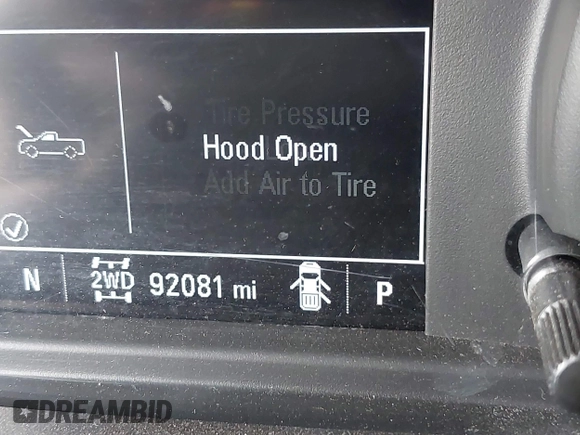 Tire Pressure
Hood Open
Add Air to Tire
N 2WD 92081 mi P
DREAMBID